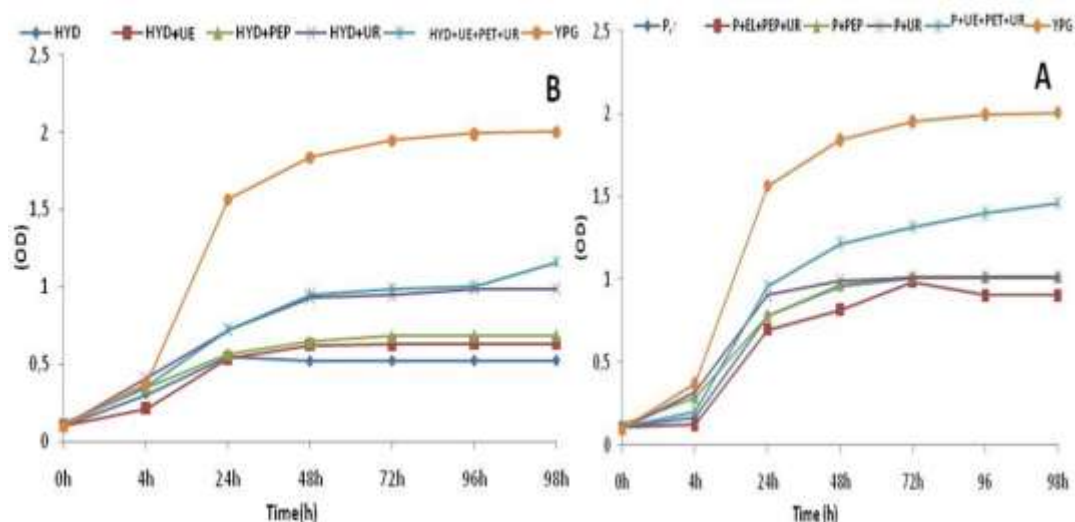 HYD HYD+UE HYD+PEP HYD+UR HYD+UE+PET+UR YPG
B
2,5
2
1,5
1
0,5
0
(OD)
0h 4h 24h 48h 72h 96h 98h
Time(h)
P+EL+PEP+UR P+PEP P+UR P+UE+PET+UR YPG
A
2,5
2
1,5
1
0,5
0
(OD)
0h 4h 24h 48h 72h 96 98h
Time (h)